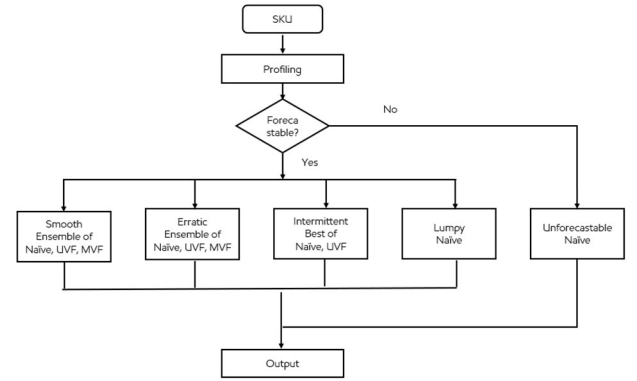 SKU
Profiling
No
Foreca
stable?
Yes
Smooth
Ensemble of
Naïve, UVF, MVF
Erratic
Ensemble of
Naïve, UVF, MVF
Intermittent
Best of
Naïve, UVF
Lumpy
Naïve
Unforecastable
Naïve
Output